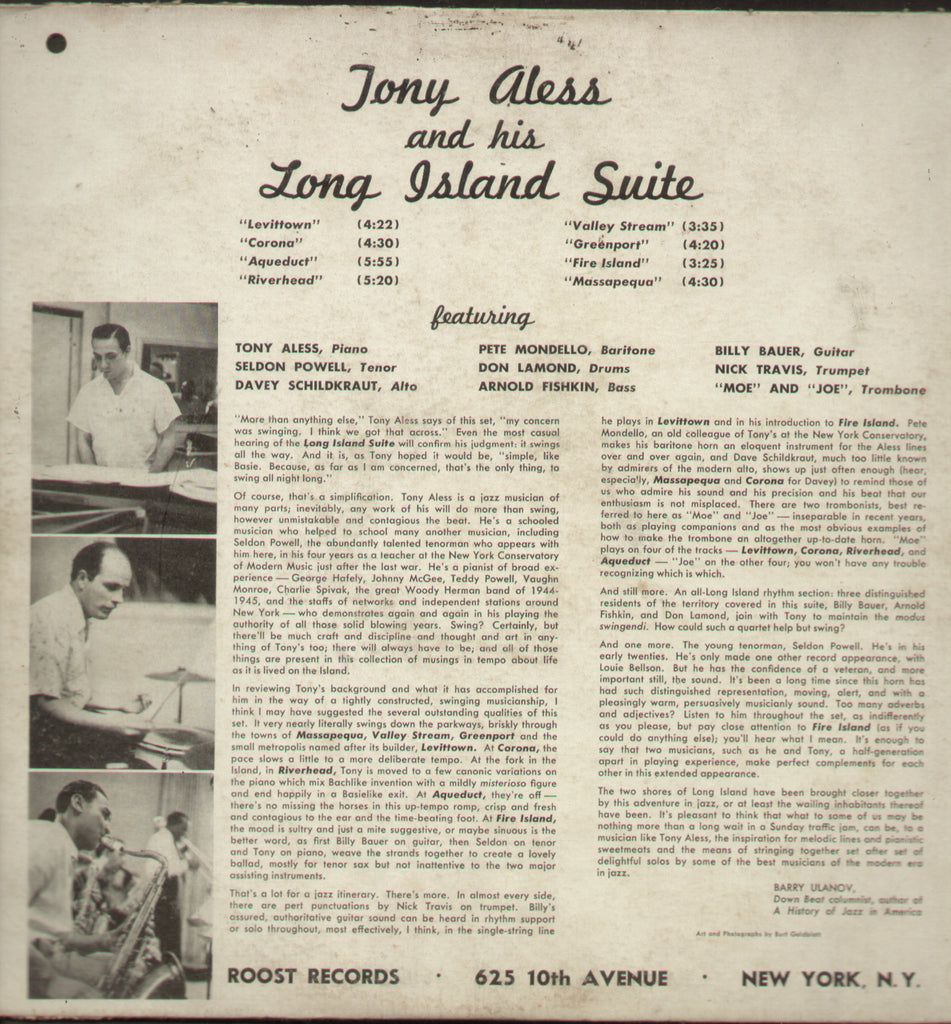 Tony Aless
and his
Long Island Suite
"Levittown" (4:22)
"Corona" (4:30)
"Aqueduct" (5:55)
"Riverhead" (5:20)
"Valley Stream" (3:35)
"Greenport" (4:20)
"Fire Island" (3:25)
"Massapequa" (4:30)
featuring
TONY ALESS, Piano
SELDON POWELL, Tenor
DAVEY SCHILDKRAUT, Alto
PETE MONDELLO, Baritone
DON LAMOND, Drums
ARNOLD FISHKIN, Bass
BILLY BAUER, Guitar
NICK TRAVIS, Trumpet
"MOE" AND "JOE", Trombone
"More than anything else," Tony Aless says of this set, "my concern
was swinging. I think we got that across." Even the most casual
hearing of the Long Island Suite will confirm his judgment: it swings
all the way. And it is, as Tony hoped it would be, "simple, like
Basie. Because, as far as I am concerned, that's the only thing, to
swing all night long."
Of course, that's a simplification. Tony Aless is a jazz musician of
many parts; inevitably, any work of his will do more than swing,
however unmistakable and contagious the beat. He's a schooled
musician who helped to school many another musician, including
Seldon Powell, the abundantly talented tenorman who appears with
him here, in his four years as a teacher at the New York Conservatory
of Modern Music just after the last war. He's a pianist of broad ex-
perience — George Hafely, Johnny McGee, Teddy Powell, Vaughn
Monroe, Charlie Spivak, the great Woody Herman band of 1944-
1945, and the staffs of networks and independent stations around
New York — who demonstrates again and again in his playing the
authority of all those solid blowing years. Swing? Certainly, but
there'll be much craft and discipline and thought and art in any-
thing of Tony's too; there will always have to be; and all of those
things are present in this collection of musings in tempo about life
as it is lived on the Island.
In reviewing Tony's background and what it has accomplished for
him in the way of a tightly constructed, swinging musicianship, I
think I may have suggested the several outstanding qualities of this
set. It very nearly literally swings down the parkways, briskly through
the towns of Massapequa, Valley Stream, Greenport and the
small metropolis named after its builder, Levittown. At Corona, the
pace slows a little to a more deliberate tempo. At the fork in the
Island, in Riverhead, Tony is moved to a few canonic variations on
the piano which mix Bachlike invention with a mildly misterioso figure
and end happily in a Basielike exit. At Aqueduct, they're off —
there's no missing the horses in this up-tempo romp, crisp and fresh
and contagious to the ear and the time-beating foot. At Fire Island,
the mood is sultry and just a mite suggestive, or maybe sinuous is the
better word, as first Billy Bauer on guitar, then Seldon on tenor
and Tony on piano, weave the strands together to create a lovely
ballad, mostly for tenor sax but not inattentive to the two major
assisting instruments.
That's a lot for a jazz itinerary. There's more. In almost every side,
there are pert punctuations by Nick Travis on trumpet. Billy's
assured, authoritative guitar sound can be heard in rhythm support
or solo throughout, most effectively, I think, in the single-string line
he plays in Levittown and in his introduction to Fire Island. Pete
Mondello, an old colleague of Tony's at the New York Conservatory,
makes his baritone horn an eloquent instrument for the Aless lines
over and over again, and Dave Schildkraut, much too little known
by admirers of the modern alto, shows up just often enough (hear,
especially, Massapequa and Corona for Davey) to remind those of
us who admire his sound and his precision and his beat that our
enthusiasm is not misplaced. There are two trombonists, best re-
ferred to here as "Moe" and "Joe" — inseparable in recent years,
both as playing companions and as the most obvious examples of
how to make the trombone an altogether up-to-date horn. "Moe"
plays on four of the tracks — Levittown, Corona, Riverhead, and
Aqueduct — "Joe" on the other four; you won't have any trouble
recognizing which is which.
And still more. An all-Long Island rhythm section: three distinguished
residents of the territory covered in this suite, Billy Bauer, Arnold
Fishkin, and Don Lamond, join with Tony to maintain the modus
swingendi. How could such a quartet help but swing?
And one more. The young tenorman, Seldon Powell. He's in his
early twenties. He's only made one other record appearance, with
Louie Bellson. But he has the confidence of a veteran, and more
important still, the sound. It's been a long time since this horn has
had such distinguished representation, moving, alert, and with a
pleasingly warm, persuasively musicianly sound. Too many adverbs
and adjectives? Listen to him throughout the set, as indifferently
as you please, but pay close attention to Fire Island (as if you
could do anything else); you'll hear what I mean. It's enough to
say that two musicians, such as he and Tony, a half-generation
apart in playing experience, make perfect complements for each
other in this extended appearance.
The two shores of Long Island have been brought closer together
by this adventure in jazz, or at least the wailing inhabitants thereof
have been. It's pleasant to think that what to some of us may be
nothing more than a long wait in a Sunday traffic jam, can be, to a
musician like Tony Aless, the inspiration for melodic lines and pianistic
sweetmeats and the means of stringing together set after set of
delightful solos by some of the best musicians of the modern era
in jazz.
BARRY ULANOV,
Down Beat columnist, author of
A History of Jazz in America
Art and Photographs by Burt Goldblatt
ROOST RECORDS · 625 10th AVENUE · NEW YORK, N.Y.